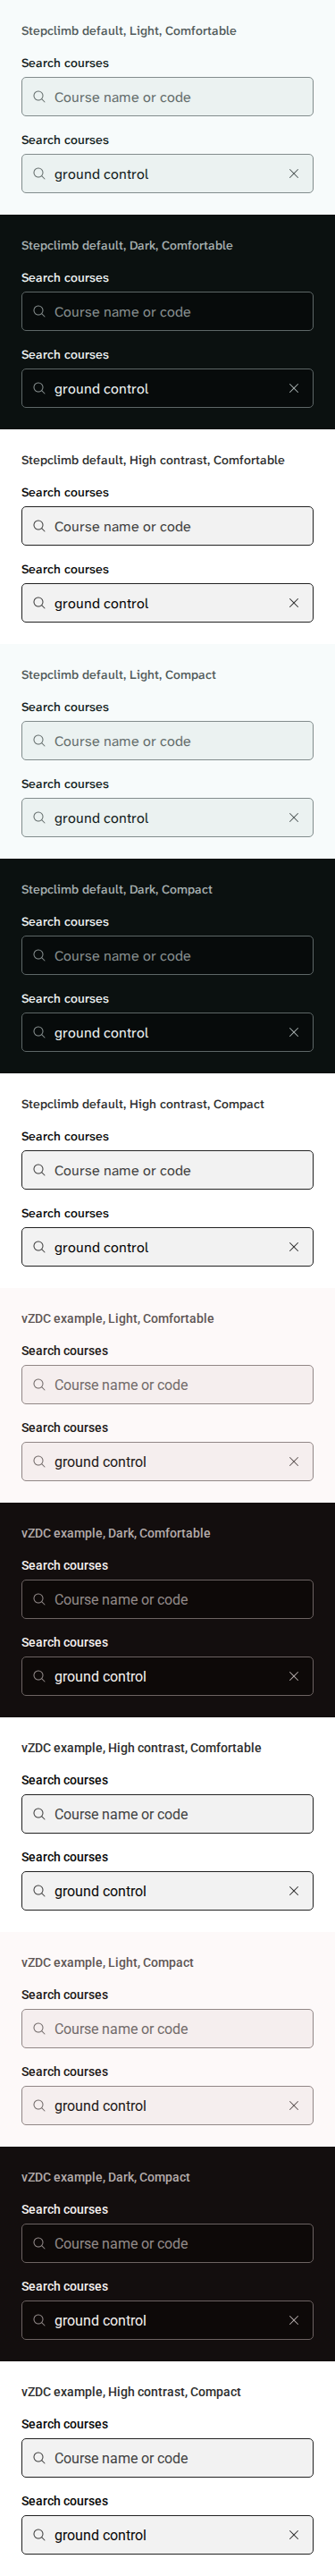 Stepclimb default, Light, Comfortable
Search courses
Course name or code
Search courses
ground control
Stepclimb default, Dark, Comfortable
Search courses
Course name or code
Search courses
ground control
Stepclimb default, High contrast, Comfortable
Search courses
Course name or code
Search courses
ground control
Stepclimb default, Light, Compact
Search courses
Course name or code
Search courses
ground control
Stepclimb default, Dark, Compact
Search courses
Course name or code
Search courses
ground control
Stepclimb default, High contrast, Compact
Search courses
Course name or code
Search courses
ground control
vZDC example, Light, Comfortable
Search courses
Course name or code
Search courses
ground control
vZDC example, Dark, Comfortable
Search courses
Course name or code
Search courses
ground control
vZDC example, High contrast, Comfortable
Search courses
Course name or code
Search courses
ground control
vZDC example, Light, Compact
Search courses
Course name or code
Search courses
ground control
vZDC example, Dark, Compact
Search courses
Course name or code
Search courses
ground control
vZDC example, High contrast, Compact
Search courses
Course name or code
Search courses
ground control